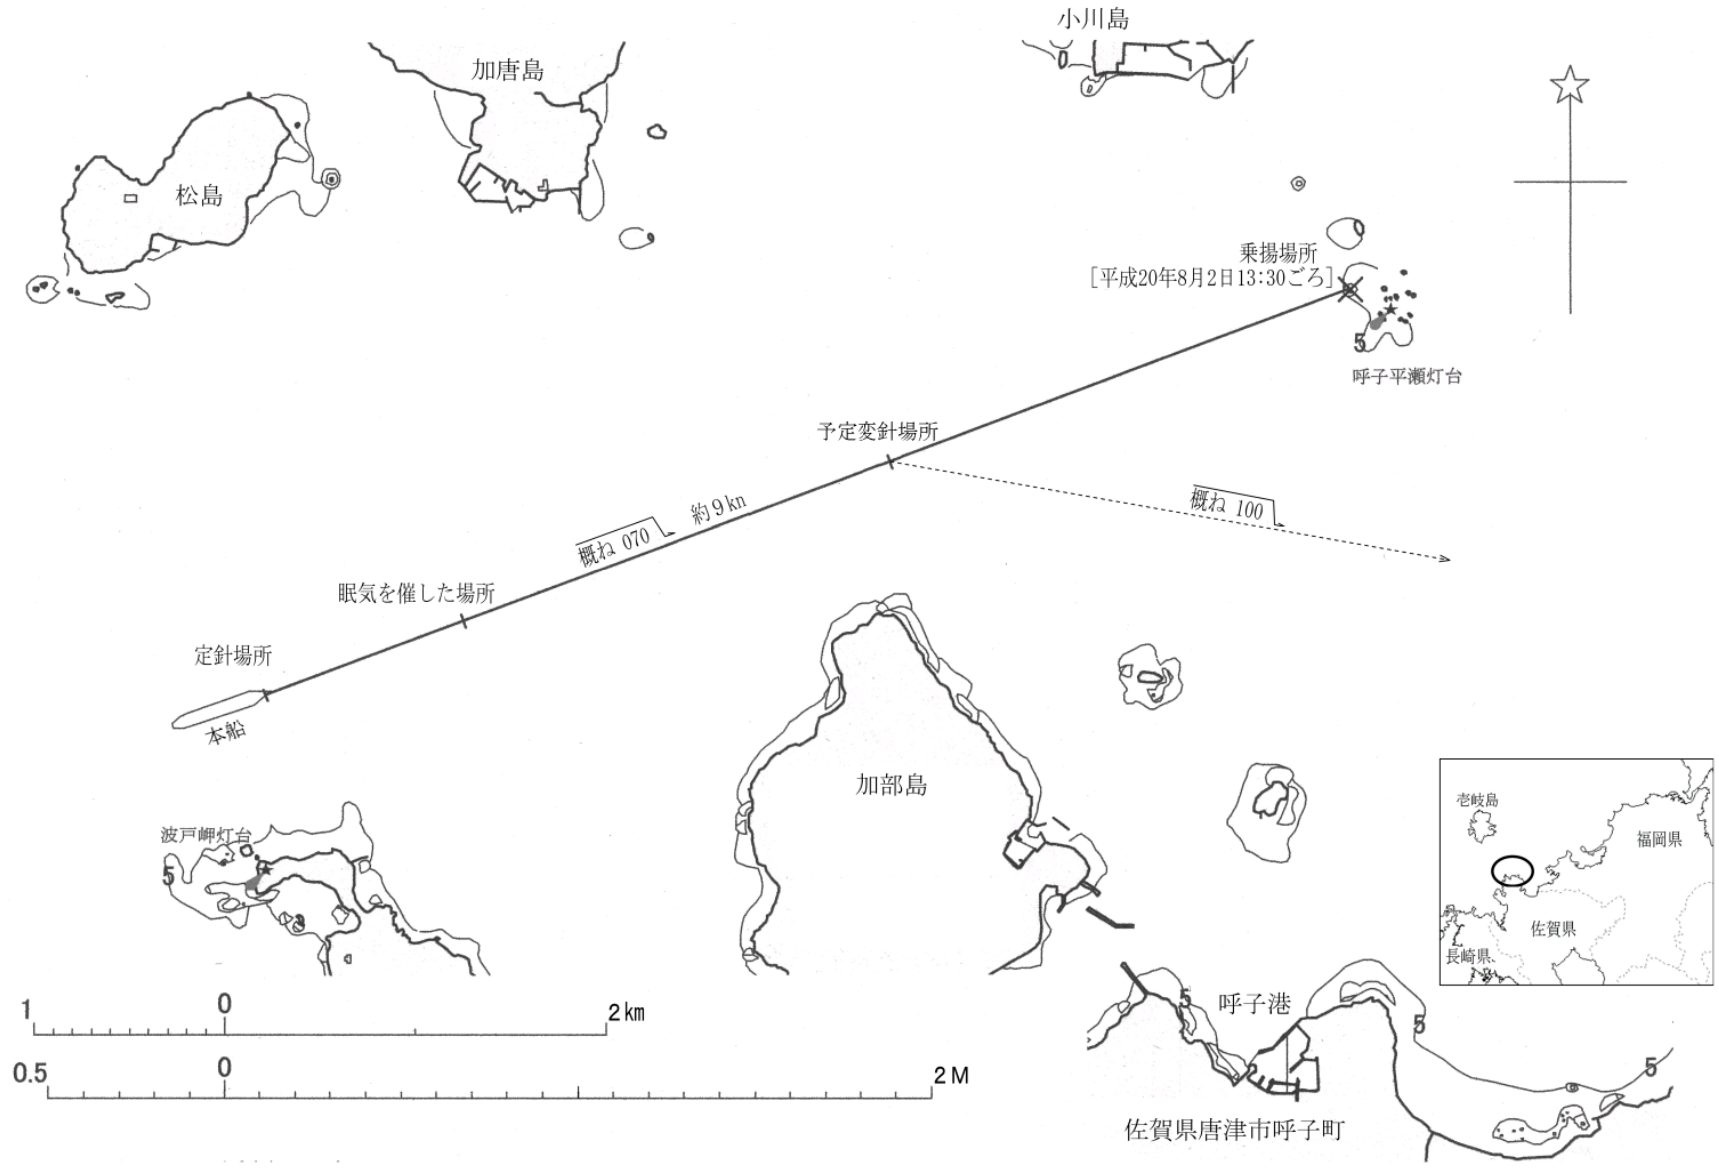 小川島
加唐島
松島
乗揚場所
[平成20年8月2日13:30ごろ]
5
呼子平瀬灯台
予定変針場所
概ね 100
約9kn
概ね 070
眠気を催した場所
定針場所
本船
加部島
波戸岬灯台
5
壱岐島
福岡県
佐賀県
長崎県
1 0 2km
0.5 0 2M
5
呼子港
5
5
佐賀県唐津市呼子町